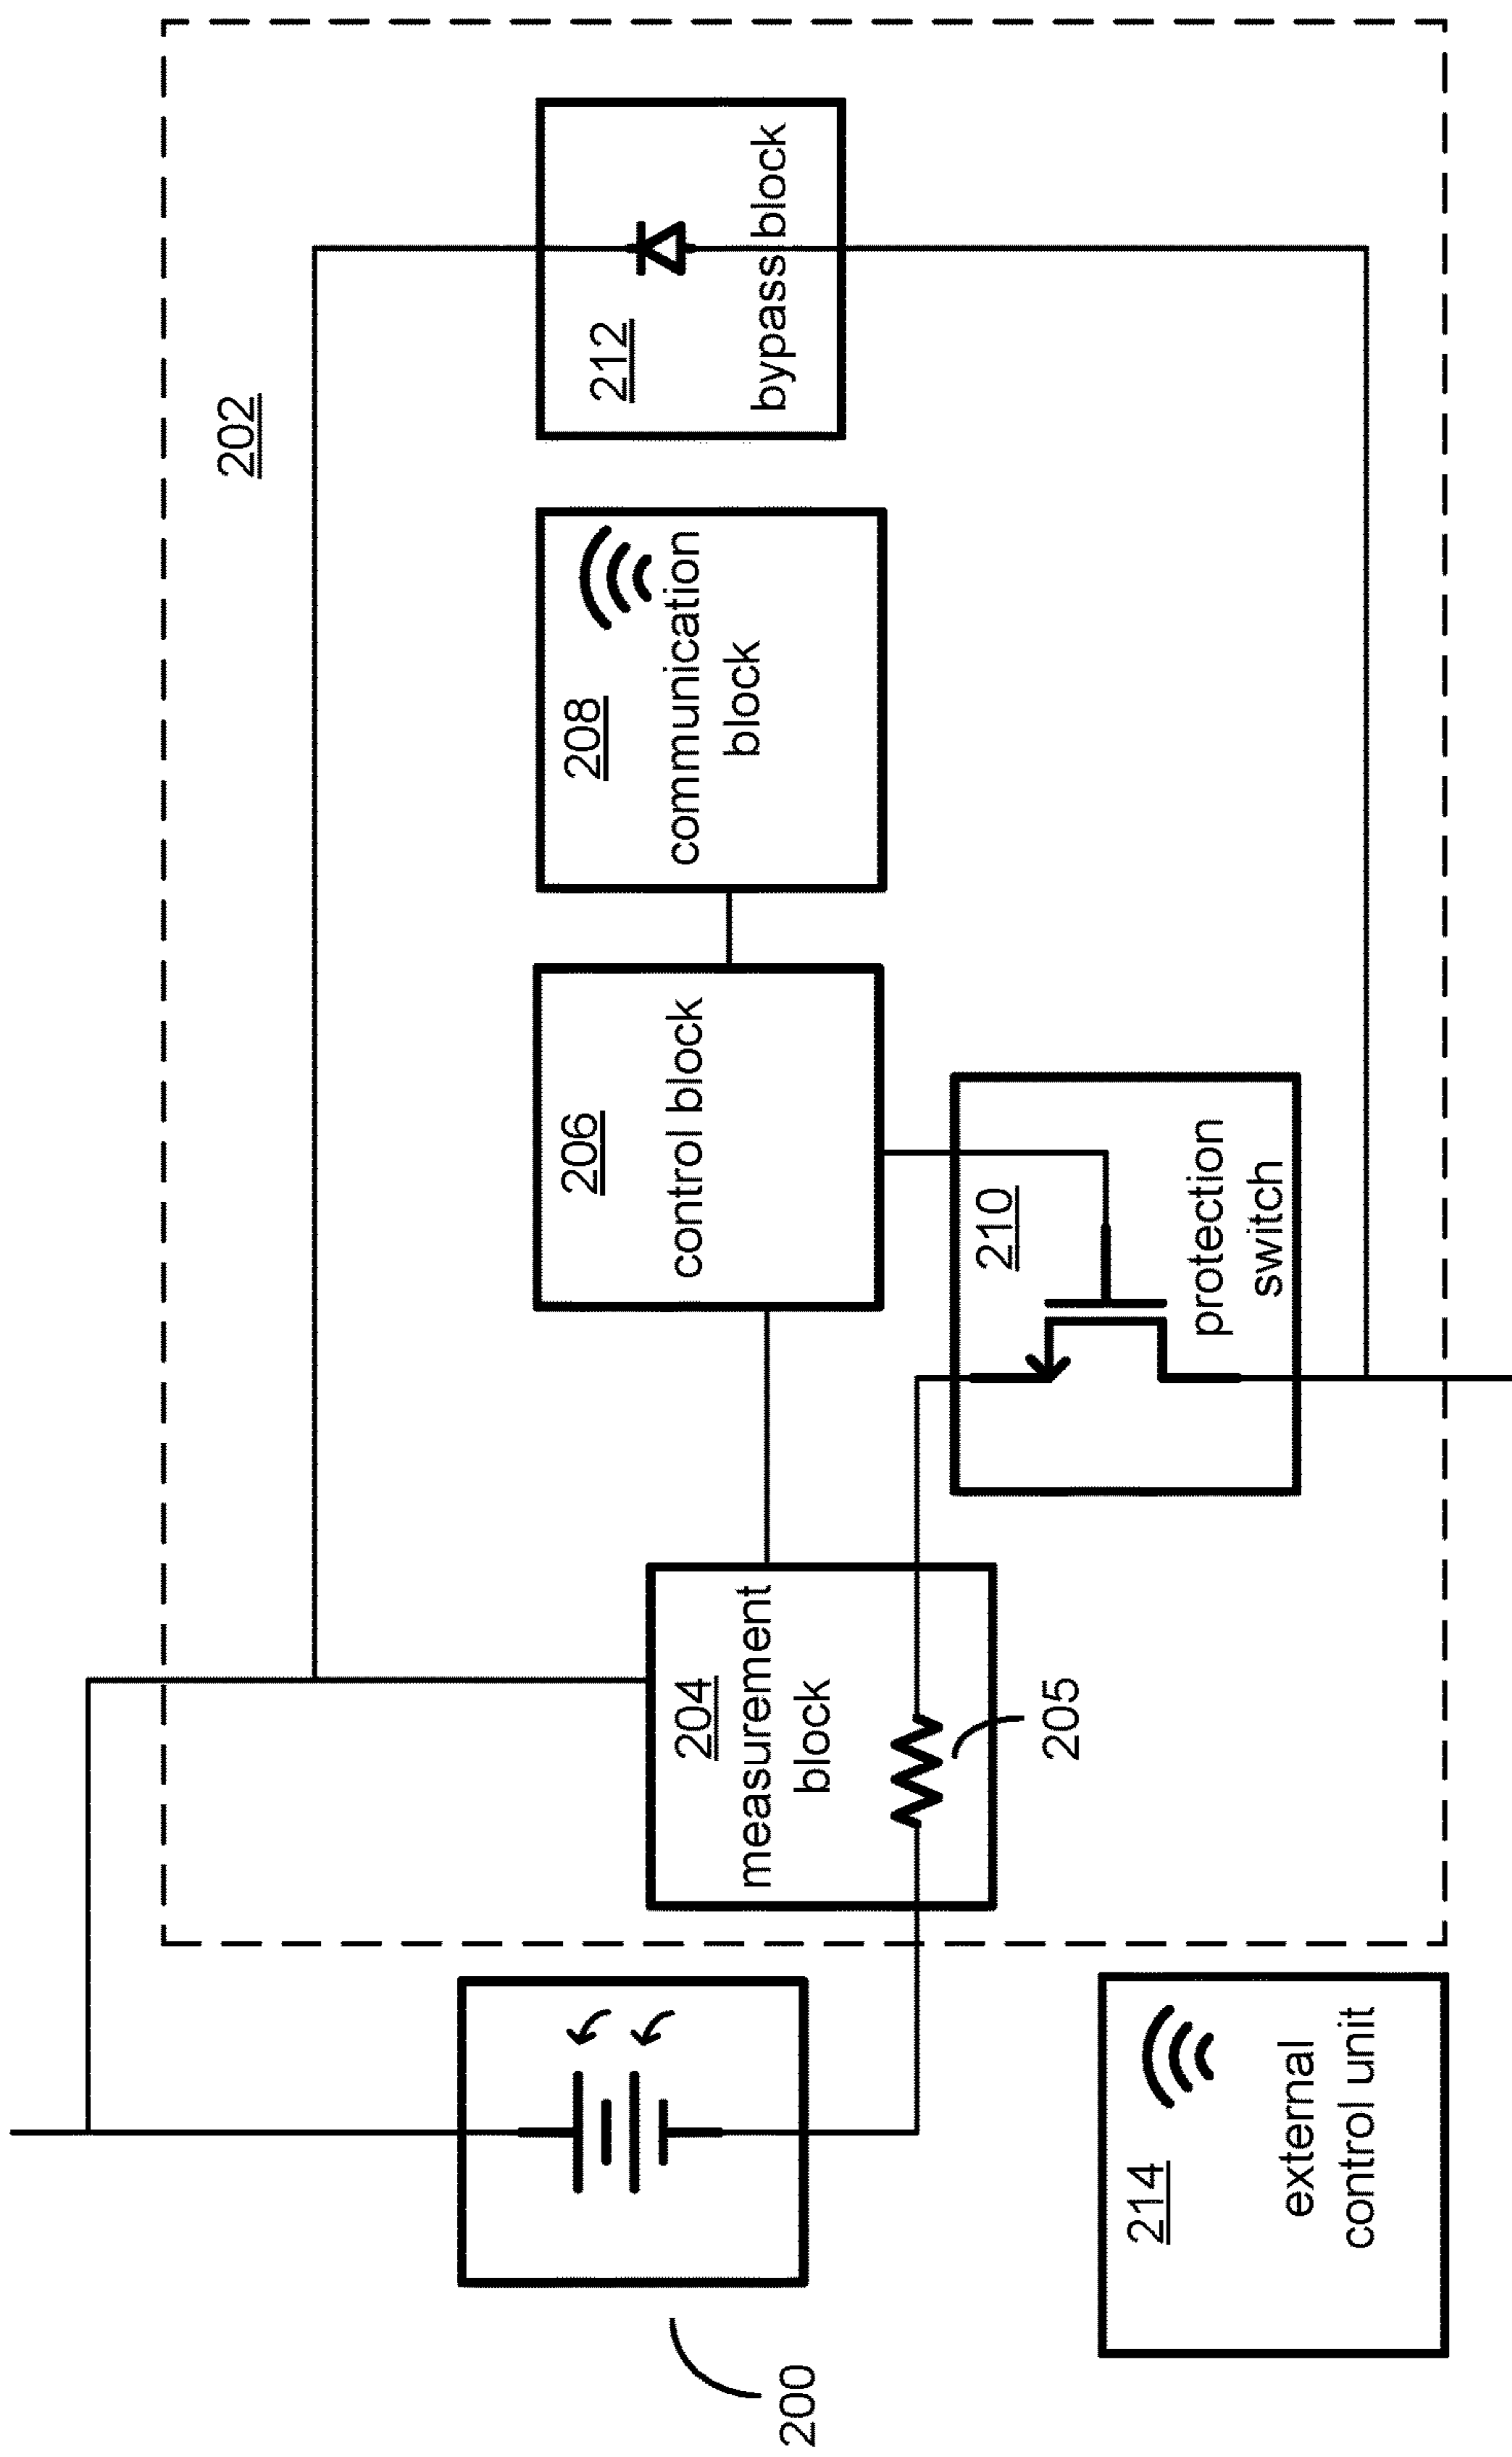 202
200
204
measurement
block
205
206
control block
208
communication
block
212
bypass block
210
protection
switch
214
external
control unit